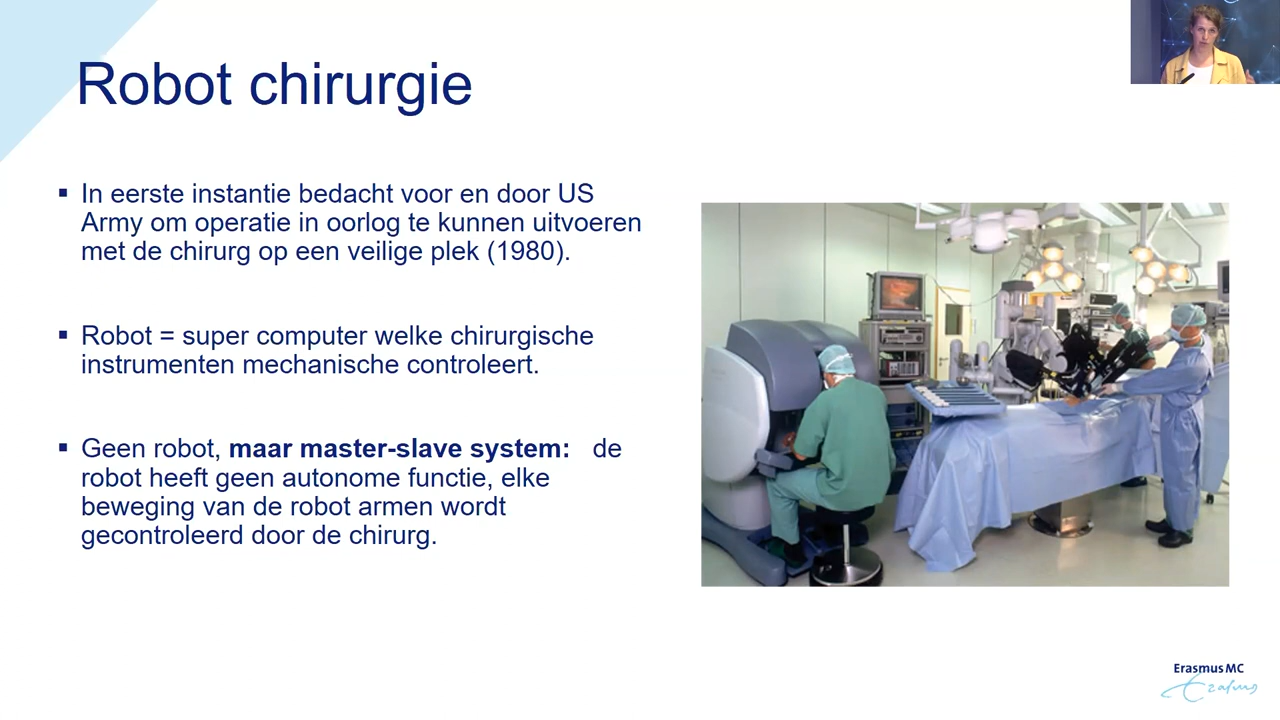 Robot chirurgie
▪ In eerste instantie bedacht voor en door US
Army om operatie in oorlog te kunnen uitvoeren
met de chirurg op een veilige plek (1980).
▪ Robot = super computer welke chirurgische
instrumenten mechanische controleert.
▪ Geen robot, maar master-slave system: de
robot heeft geen autonome functie, elke
beweging van de robot armen wordt
gecontroleerd door de chirurg.
Erasmus MC
Erasmus